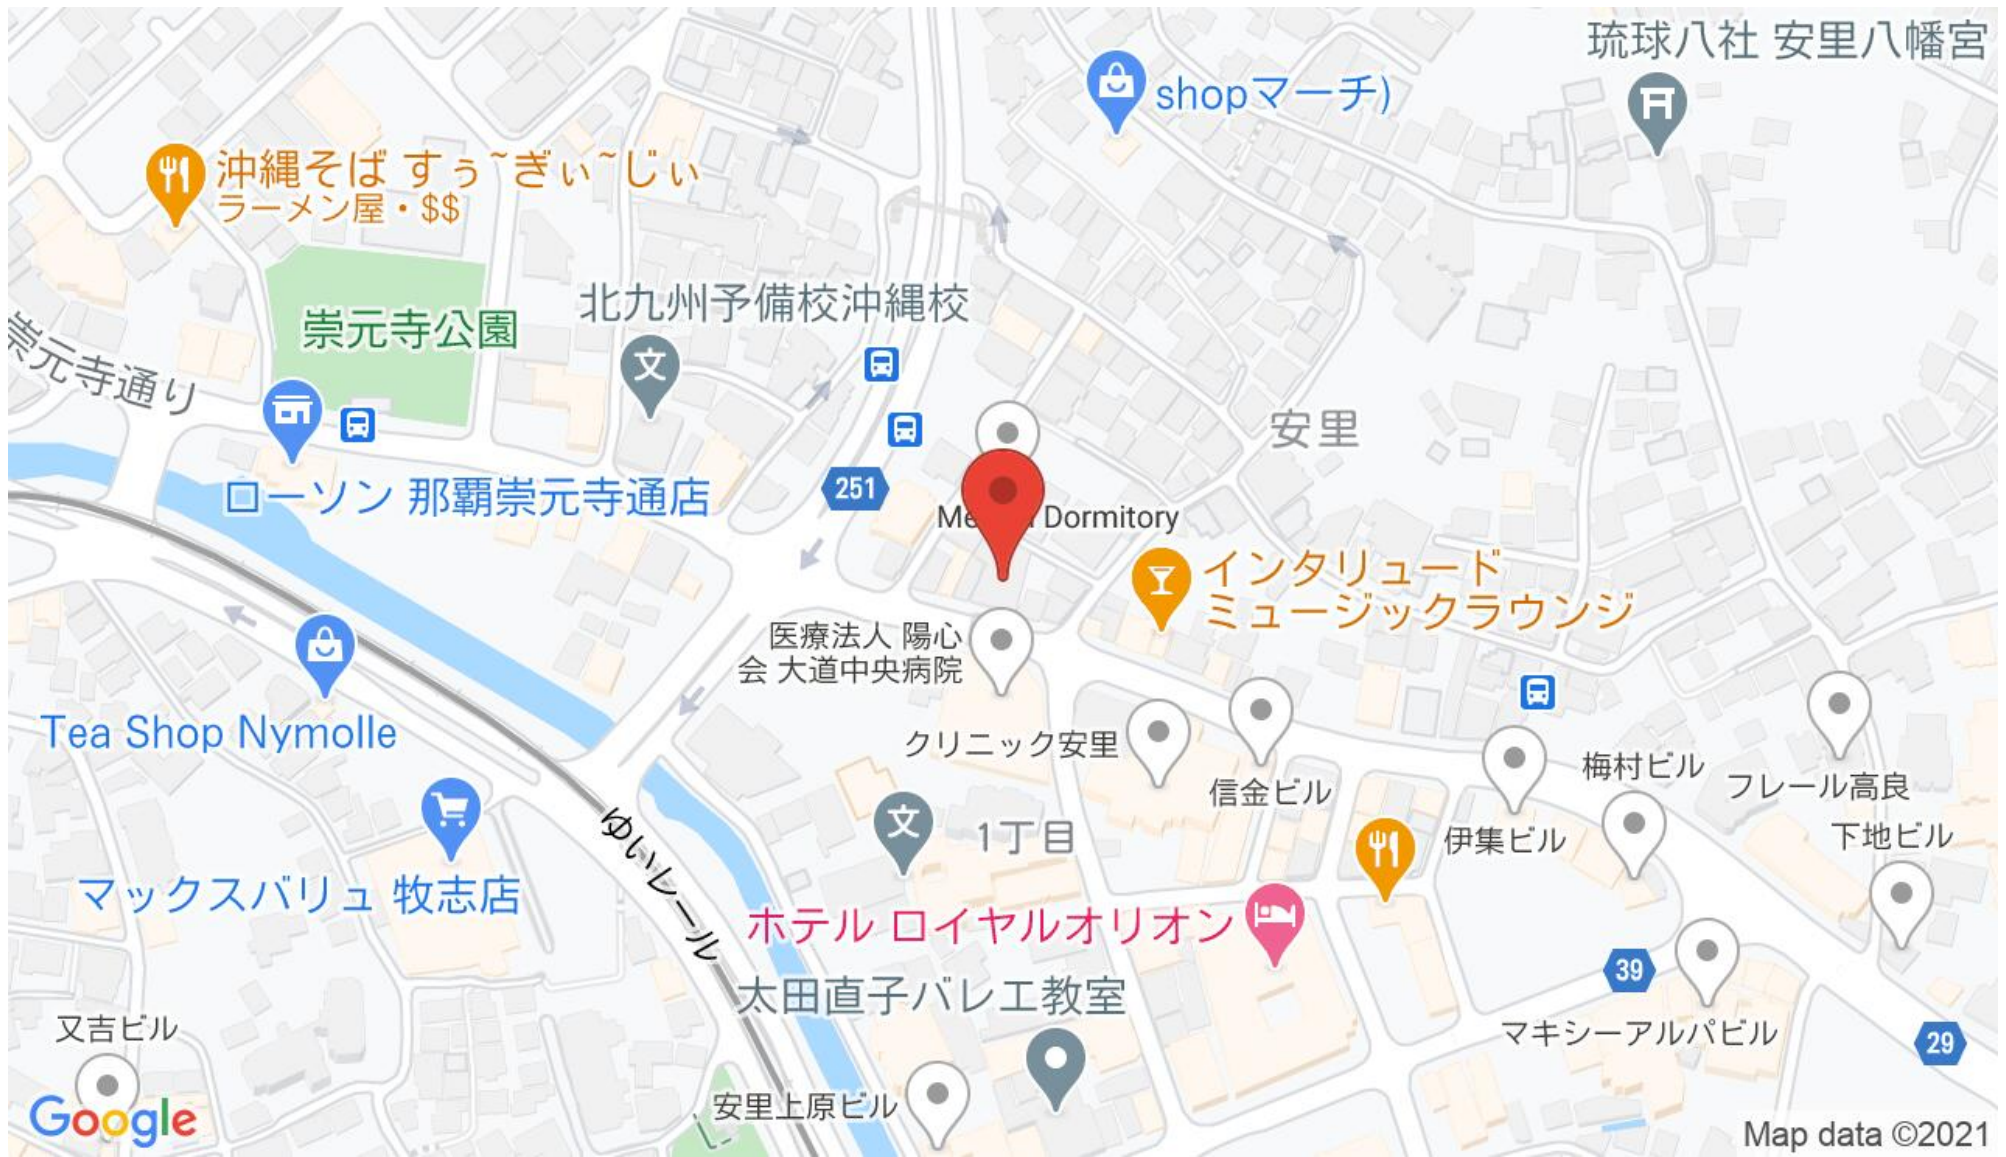 琉球八社 安里八幡宮
shopマーチ)
沖縄そば すぅ~ぎぃ~じぃ
ラーメン屋・$$
北九州予備校沖縄校
崇元寺公園
崇元寺通り
文
安里
ローソン 那覇崇元寺通店
251
Dormitory
インタリュード
ミュージックラウンジ
医療法人 陽心
会 大道中央病院
Tea Shop Nymolle
クリニック安里
信金ビル
梅村ビル
フレール高良
伊集ビル
下地ビル
文
1丁目
ゆいレール
マックスバリュ 牧志店
ホテル ロイヤルオリオン
39
太田直子バレエ教室
又吉ビル
マキシーアルパビル
29
安里上原ビル
Google
Map data ©2021